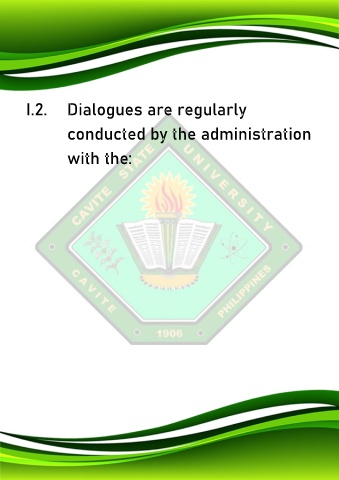 I.2. Dialogues are regularly
conducted by the administration
with the:
CAVITE STATE UNIVERSITY
CAVITE
PHILIPPINES
1906